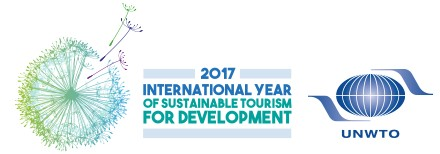 2017
INTERNATIONAL YEAR
OF SUSTAINABLE TOURISM
FOR DEVELOPMENT
UNWTO